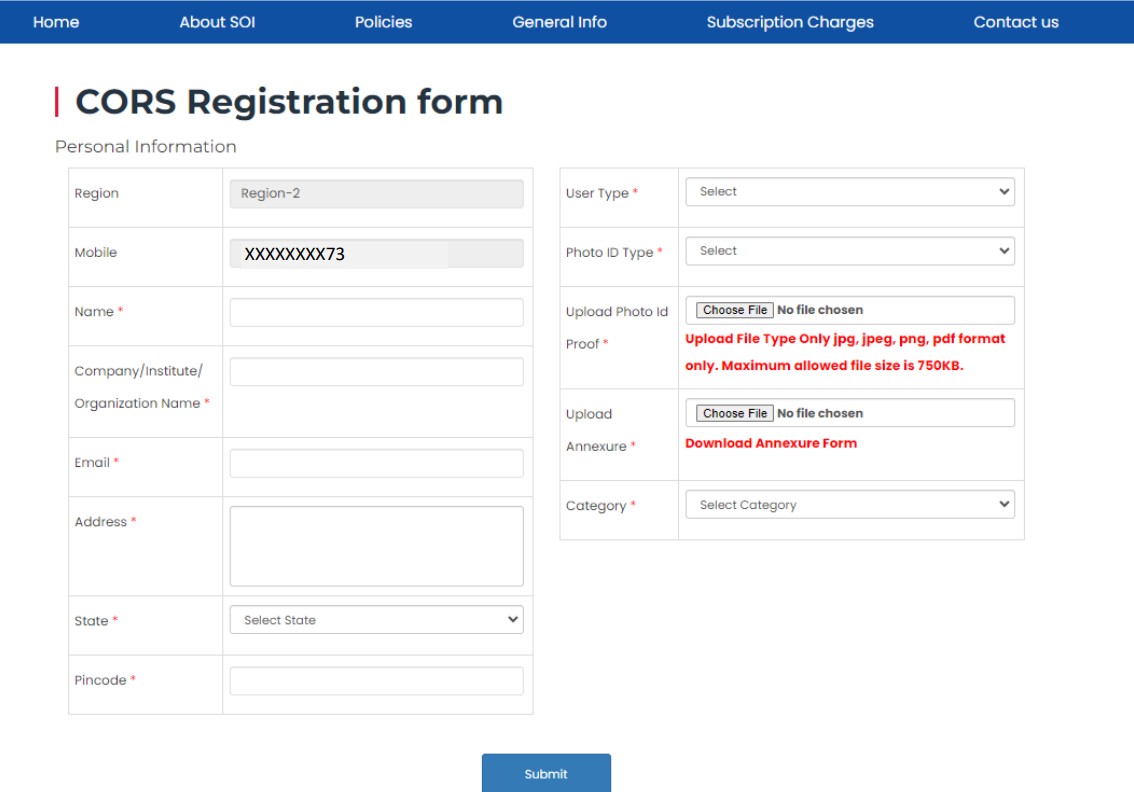 Home About SOI Policies General Info Subscription Charges Contact us
CORS Registration form
Personal Information
Region Region-2
Mobile XXXXXXXX73
Name *
Company/Institute/
Organization Name *
Email *
Address *
State * Select State
Pincode *
User Type * Select
Photo ID Type * Select
Upload Photo Id Choose File No file chosen
Proof * Upload File Type Only jpg, jpeg, png, pdf format
only. Maximum allowed file size is 750KB.
Upload Choose File No file chosen
Annexure * Download Annexure Form
Category * Select Category
Submit